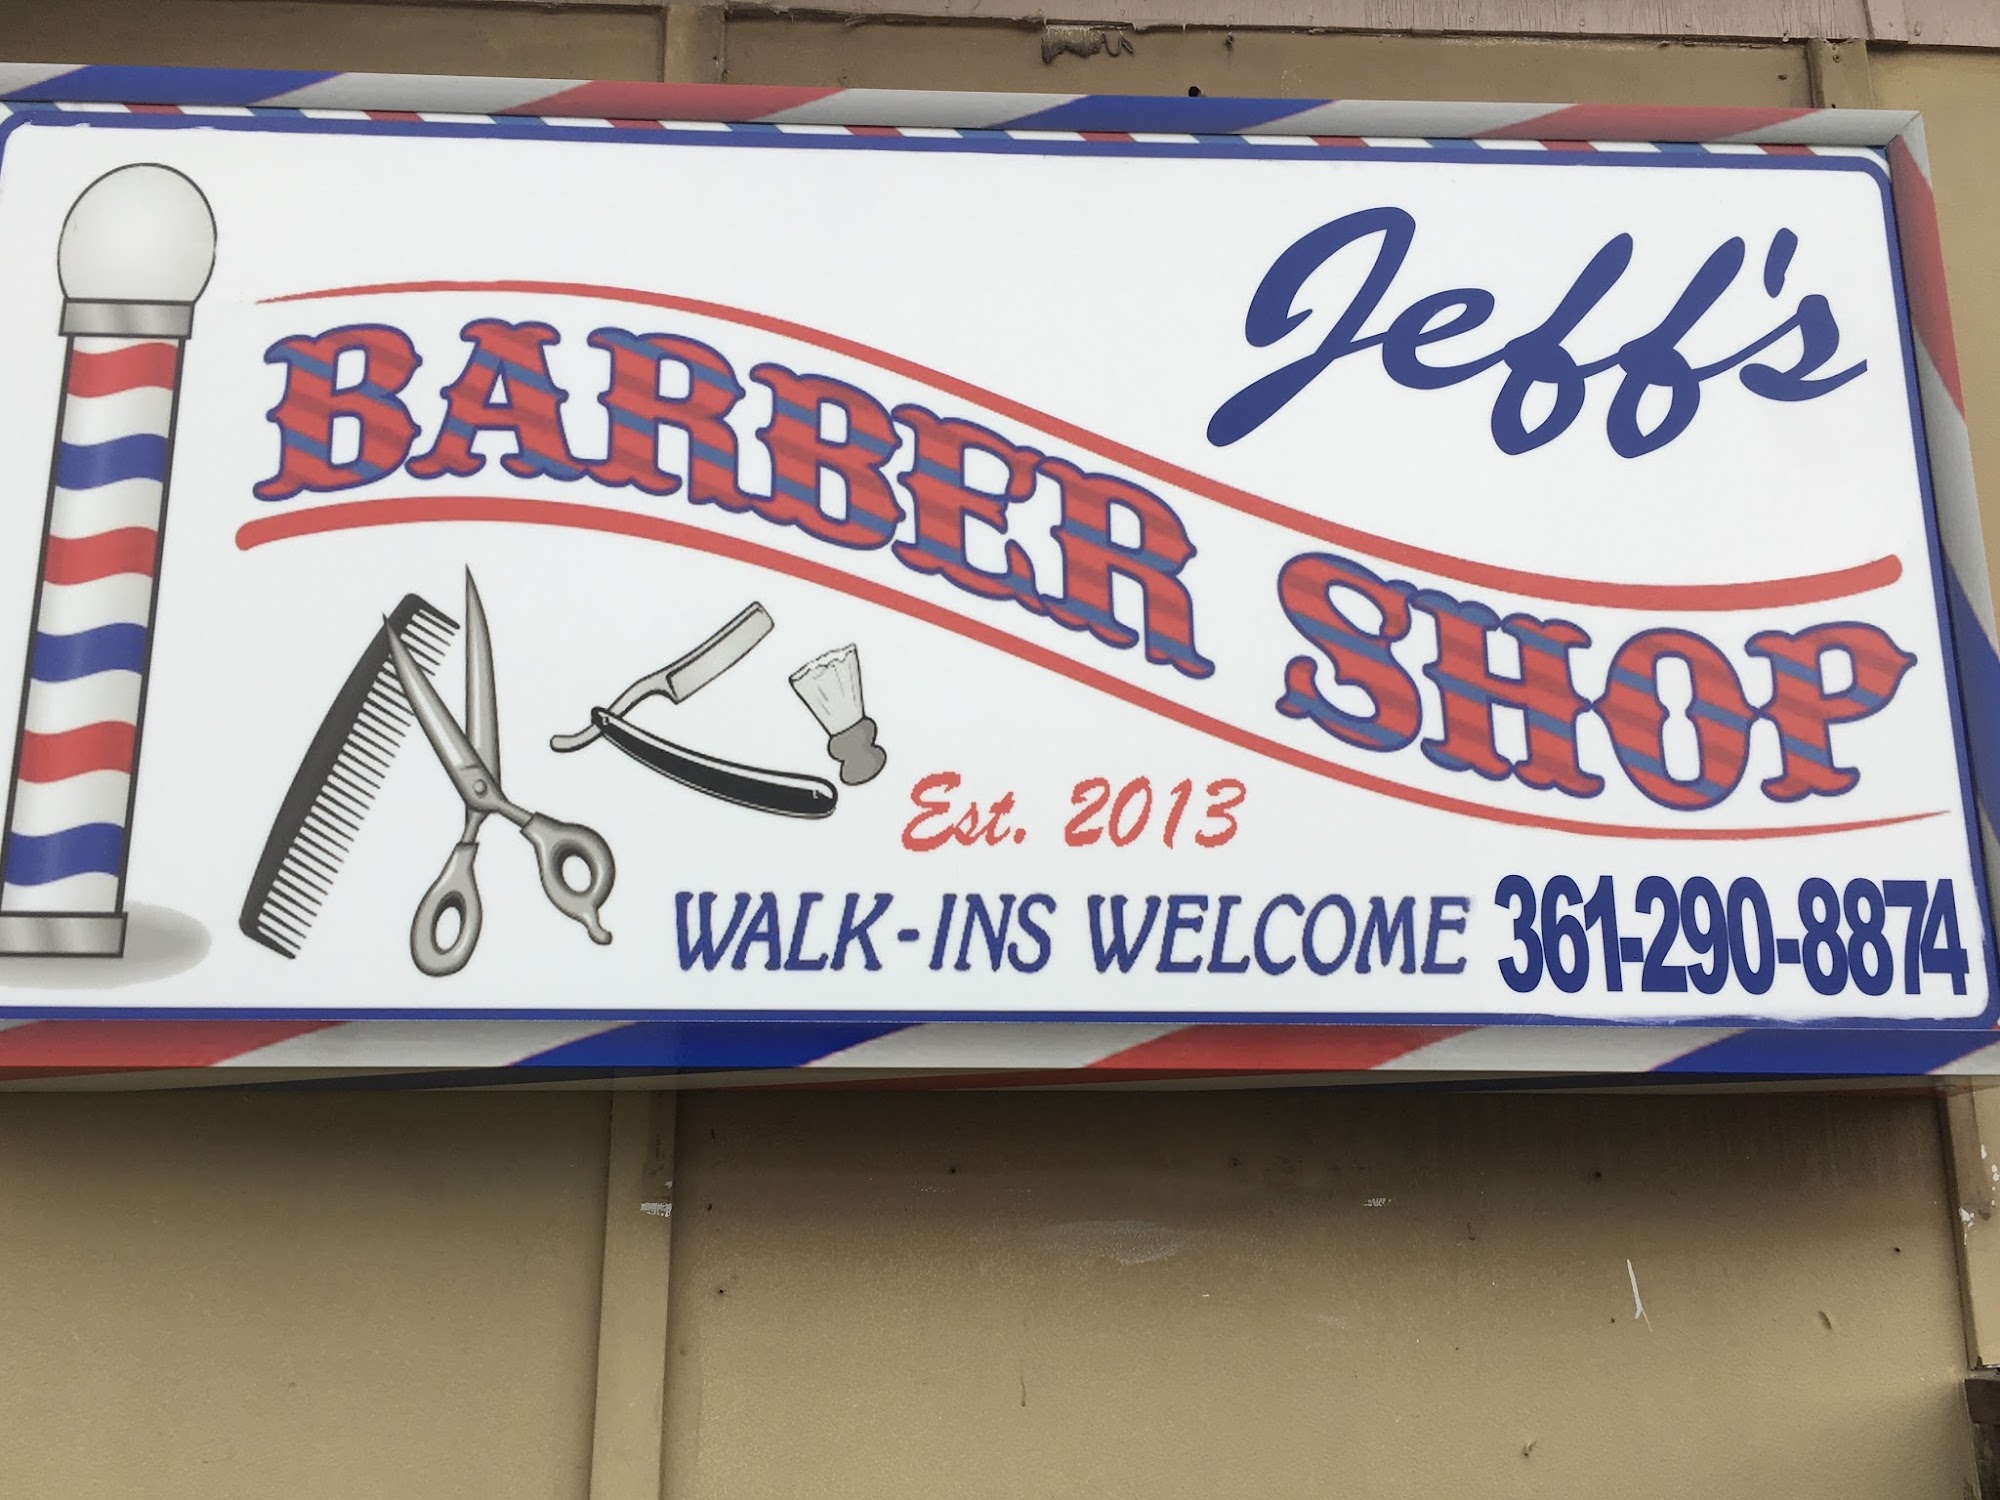 Jeff's
BARBER SHOP
Est. 2013
WALK-INS WELCOME 361-290-8874